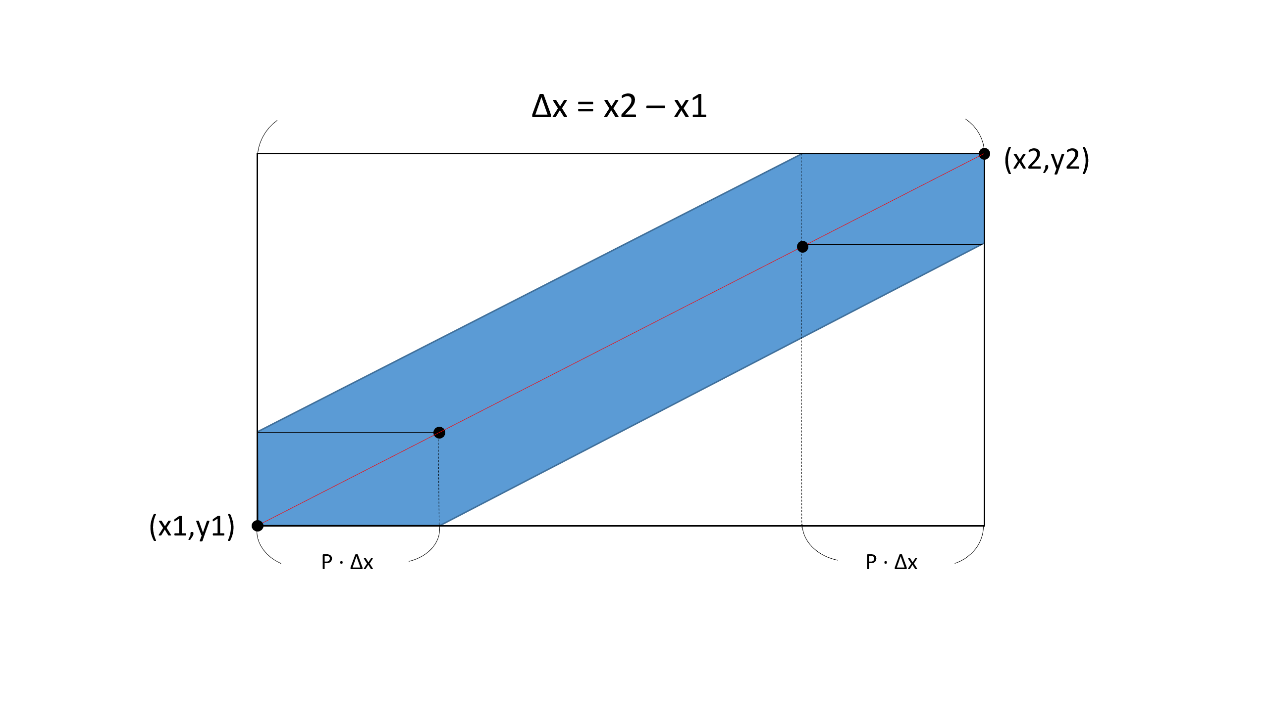 Δx = x2 – x1
(x2,y2)
(x1,y1)
P · Δx
P · Δx